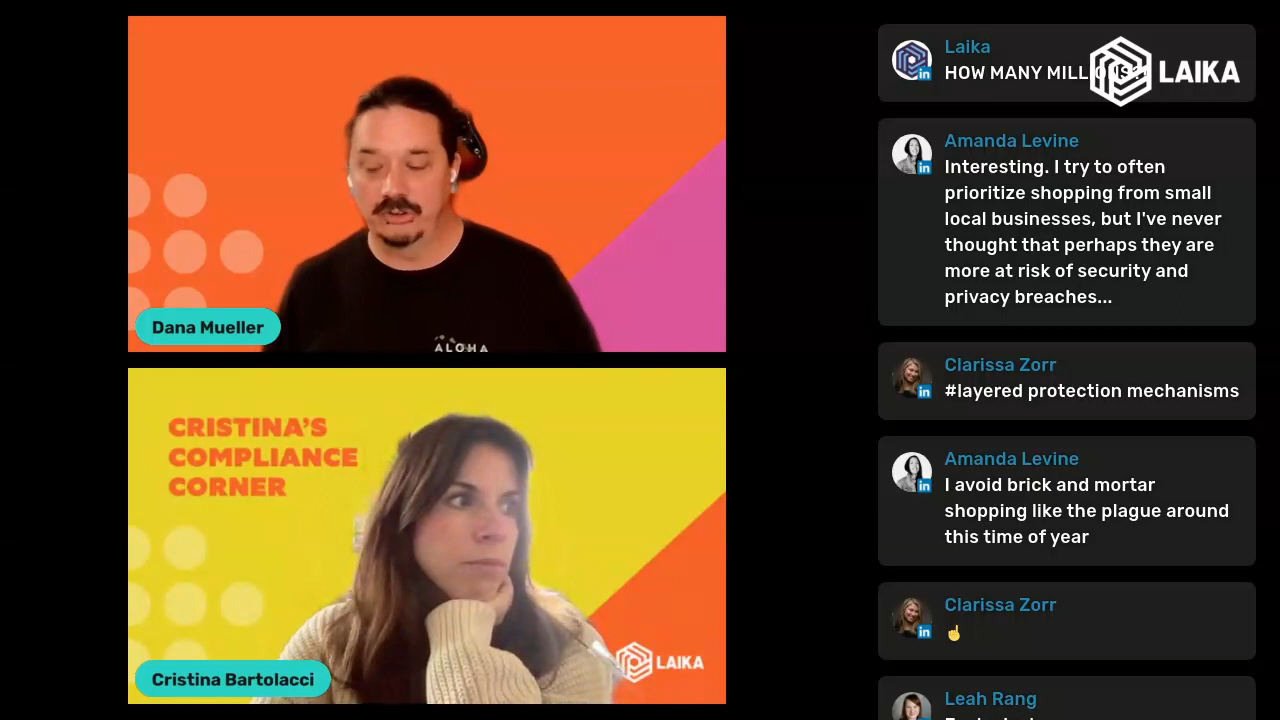 ALOHA
Dana Mueller
CRISTINA'S
COMPLIANCE
CORNER
LAIKA
Cristina Bartolacci
Laika
HOW MANY MILLIONS?
LAIKA
Amanda Levine
Interesting. I try to often
prioritize shopping from small
local businesses, but I've never
thought that perhaps they are
more at risk of security and
privacy breaches...
Clarissa Zorr
#layered protection mechanisms
Amanda Levine
I avoid brick and mortar
shopping like the plague around
this time of year
Clarissa Zorr
☝
Leah Rang